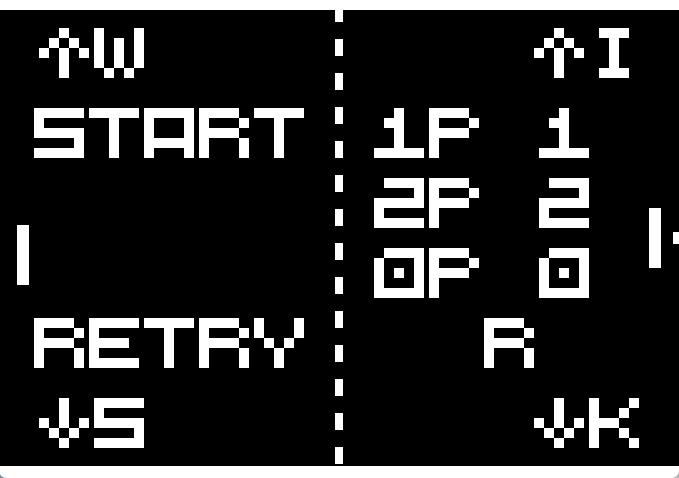 ↑W ↑I
START 1P 1
2P 2
0P 0
RETRY R
↓S ↓K